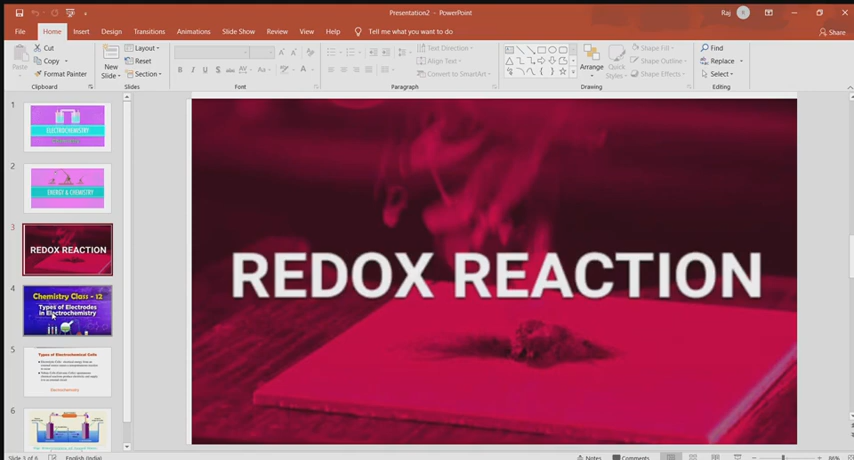 Presentation2 - PowerPoint
Raj
K
File Home Insert Design Transitions Animations Slide Show Review View Help Tell me what you want to do
Share
Paste
Cut
Copy
Format Painter
Clipboard
New
Slide
Layout
Reset
Section
Slides
Font
Paragraph
Text Direction
Align Text
Convert to SmartArt
Arrange
Quick
Styles
Shape Fill
Shape Outline
Shape Effects
Drawing
Find
Replace
Select
Editing
1
ELECTROCHEMISTRY
2
ENERGY & CHEMISTRY
3
REDOX REACTION
4
Chemistry Class - 12
Types of Electrodes
in Electrochemistry
5
Types of Electrochemical Cells
Electrochemistry
6
REDOX REACTION
Slide 3 of 6
English (India)
Notes
Comments
86%